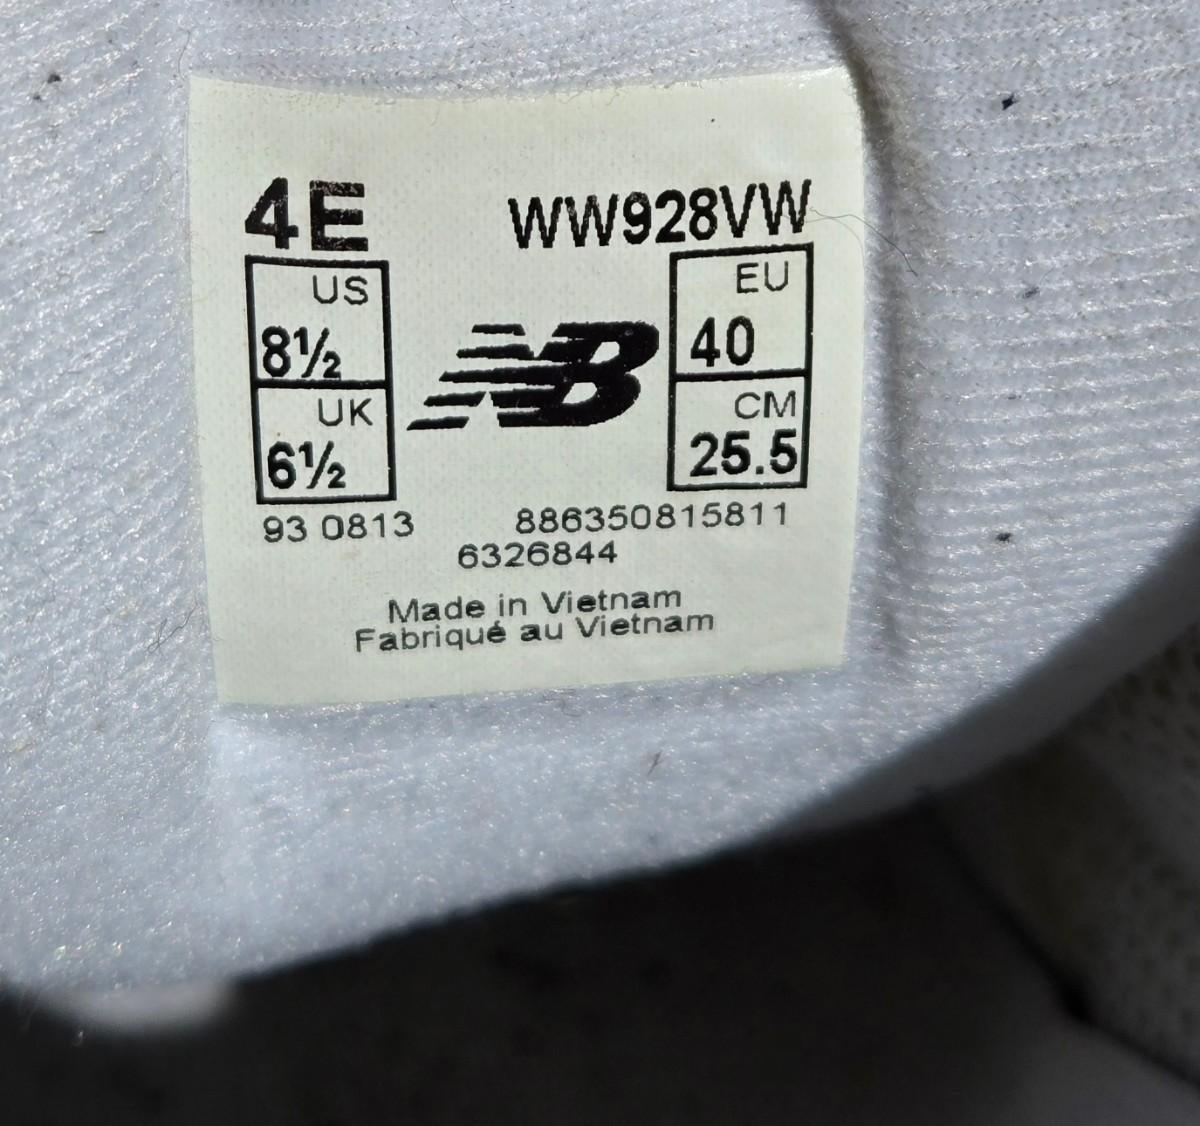 4E WW928VW
US EU
8½ 40
UK CM
6½ 25.5
NB
93 0813 886350815811
6326844
Made in Vietnam
Fabriqué au Vietnam